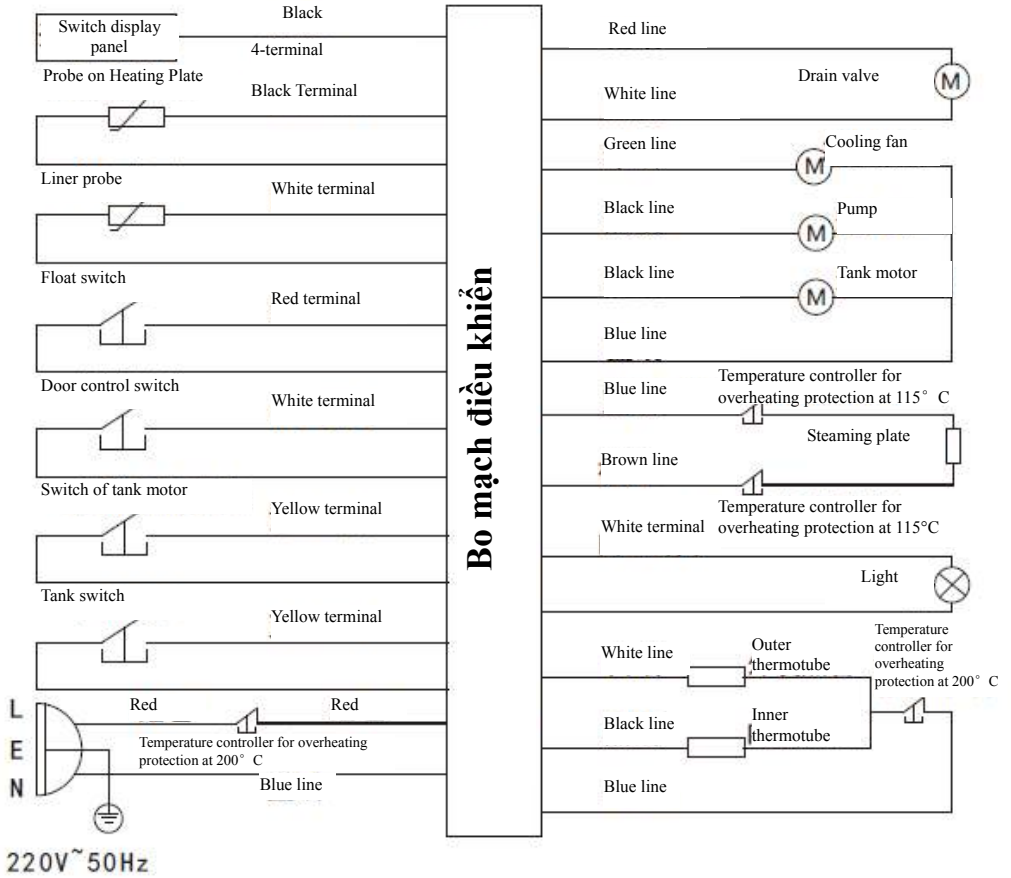 Black
Switch display
panel
4-terminal
Probe on Heating Plate
Black Terminal
Liner probe
White terminal
Float switch
Red terminal
Door control switch
White terminal
Switch of tank motor
Yellow terminal
Tank switch
Yellow terminal
L
E
N
Red
Red
Temperature controller for overheating
protection at 200°C
Blue line
220V~50Hz
Bo mạch điều khiển
Red line
Drain valve
M
White line
Green line
Cooling fan
M
Black line
Pump
M
Black line
Tank motor
M
Blue line
Blue line
Temperature controller for
overheating protection at 115°C
Steaming plate
Brown line
Temperature controller for
overheating protection at 115°C
White terminal
Light
White line
Outer
thermotube
Temperature
controller for
overheating
protection at 200°C
Black line
Inner
thermotube
Blue line